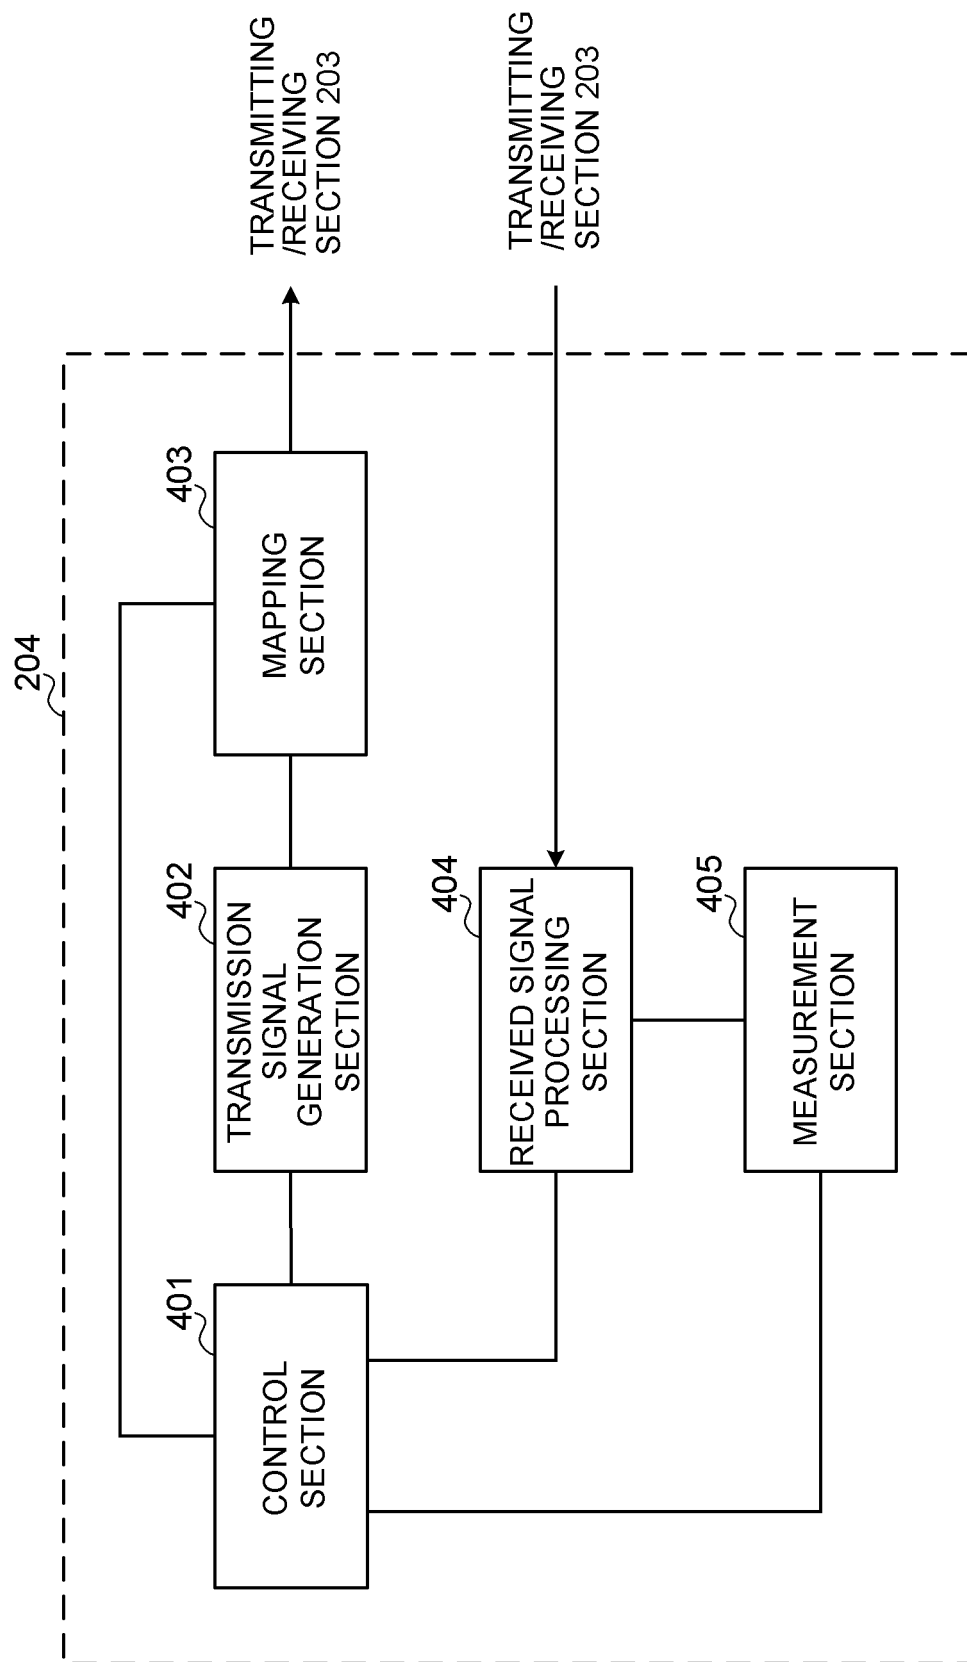 204
403
TRANSMITTING
/RECEIVING
SECTION 203
MAPPING
SECTION
402
TRANSMISSION
SIGNAL
GENERATION
SECTION
401
CONTROL
SECTION
404
RECEIVED SIGNAL
PROCESSING
SECTION
TRANSMITTING
/RECEIVING
SECTION 203
405
MEASUREMENT
SECTION